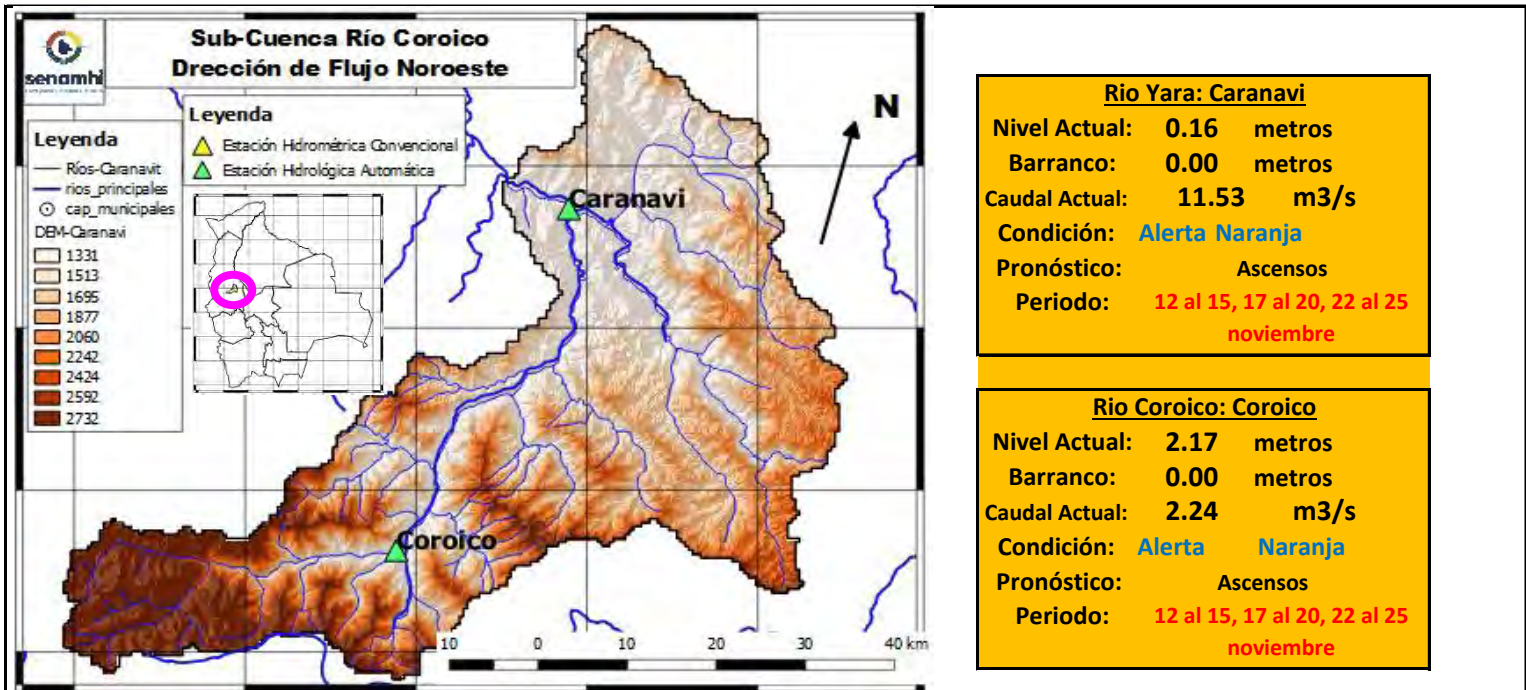 senamhi
Sub-Cuenca Río Coroico
Drección de Flujo Noroeste
Leyenda
Estación Hidrométrica Convencional
Estación Hidrológica Automática
Leyenda
Ríos-Caranavit
rios_principales
cap_municipales
DEM-Caranavi
1331
1513
1695
1877
2060
2242
2424
2592
2732
N
Caranavi
Coroico
10 0 10 20 30 40 km
Rio Yara: Caranavi
Nivel Actual: 0.16 metros
Barranco: 0.00 metros
Caudal Actual: 11.53 m3/s
Condición: Alerta Naranja
Pronóstico: Ascensos
Periodo: 12 al 15, 17 al 20, 22 al 25
noviembre
Rio Coroico: Coroico
Nivel Actual: 2.17 metros
Barranco: 0.00 metros
Caudal Actual: 2.24 m3/s
Condición: Alerta Naranja
Pronóstico: Ascensos
Periodo: 12 al 15, 17 al 20, 22 al 25
noviembre